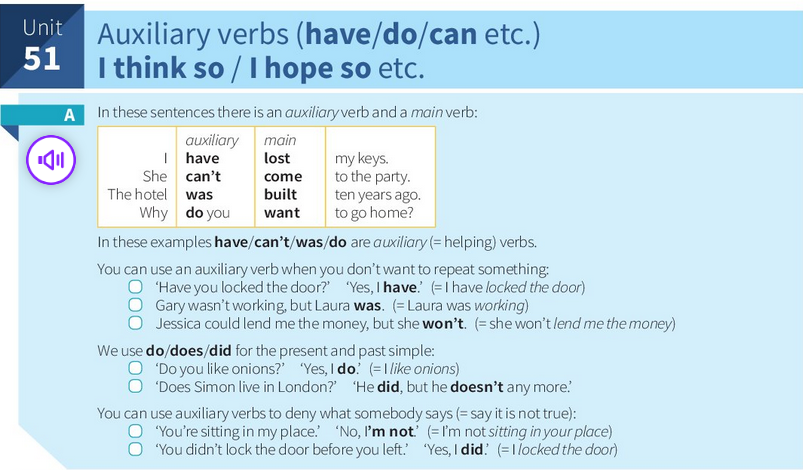 Unit
51
Auxiliary verbs (have/do/can etc.)
I think so / I hope so etc.
A
In these sentences there is an auxiliary verb and a main verb:
auxiliary main
I have lost my keys.
She can’t come to the party.
The hotel was built ten years ago.
Why do you want to go home?
In these examples have/can’t/was/do are auxiliary (= helping) verbs.
You can use an auxiliary verb when you don’t want to repeat something:
‘Have you locked the door?’ ‘Yes, I have.’ (= I have locked the door)
Gary wasn’t working, but Laura was. (= Laura was working)
Jessica could lend me the money, but she won’t. (= she won’t lend me the money)
We use do/does/did for the present and past simple:
‘Do you like onions?’ ‘Yes, I do.’ (= I like onions)
‘Does Simon live in London?’ ‘He did, but he doesn’t any more.’
You can use auxiliary verbs to deny what somebody says (= say it is not true):
‘You’re sitting in my place.’ ‘No, I’m not.’ (= I’m not sitting in your place)
‘You didn’t lock the door before you left.’ ‘Yes, I did.’ (= I locked the door)